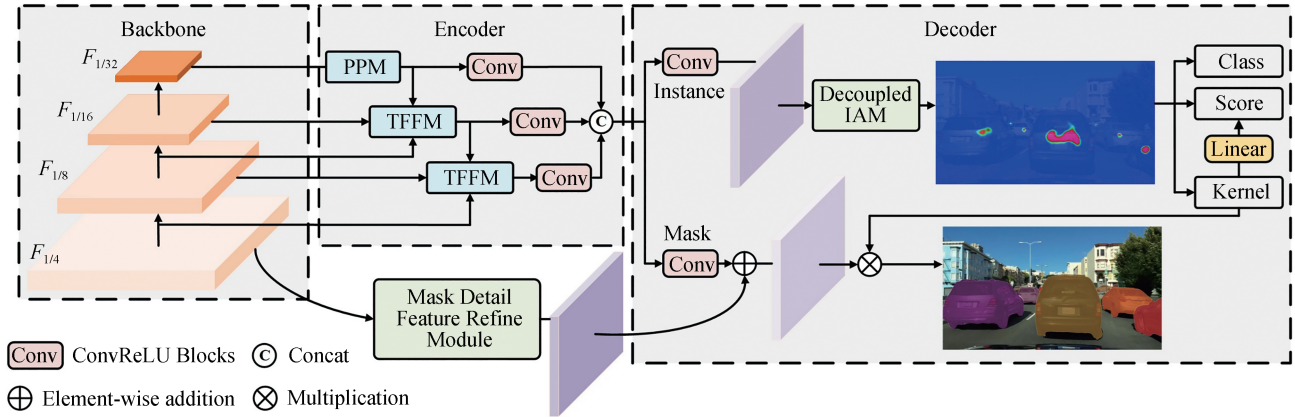 Backbone
Encoder
Decoder
F1/32
F1/16
F1/8
F1/4
PPM
Conv
TFFM
Conv
TFFM
Conv
C
Conv
Instance
Decoupled
IAM
Class
Score
Linear
Kernel
Mask
Conv
Mask Detail
Feature Refine
Module
Conv ConvReLU Blocks
C Concat
Element-wise addition
Multiplication